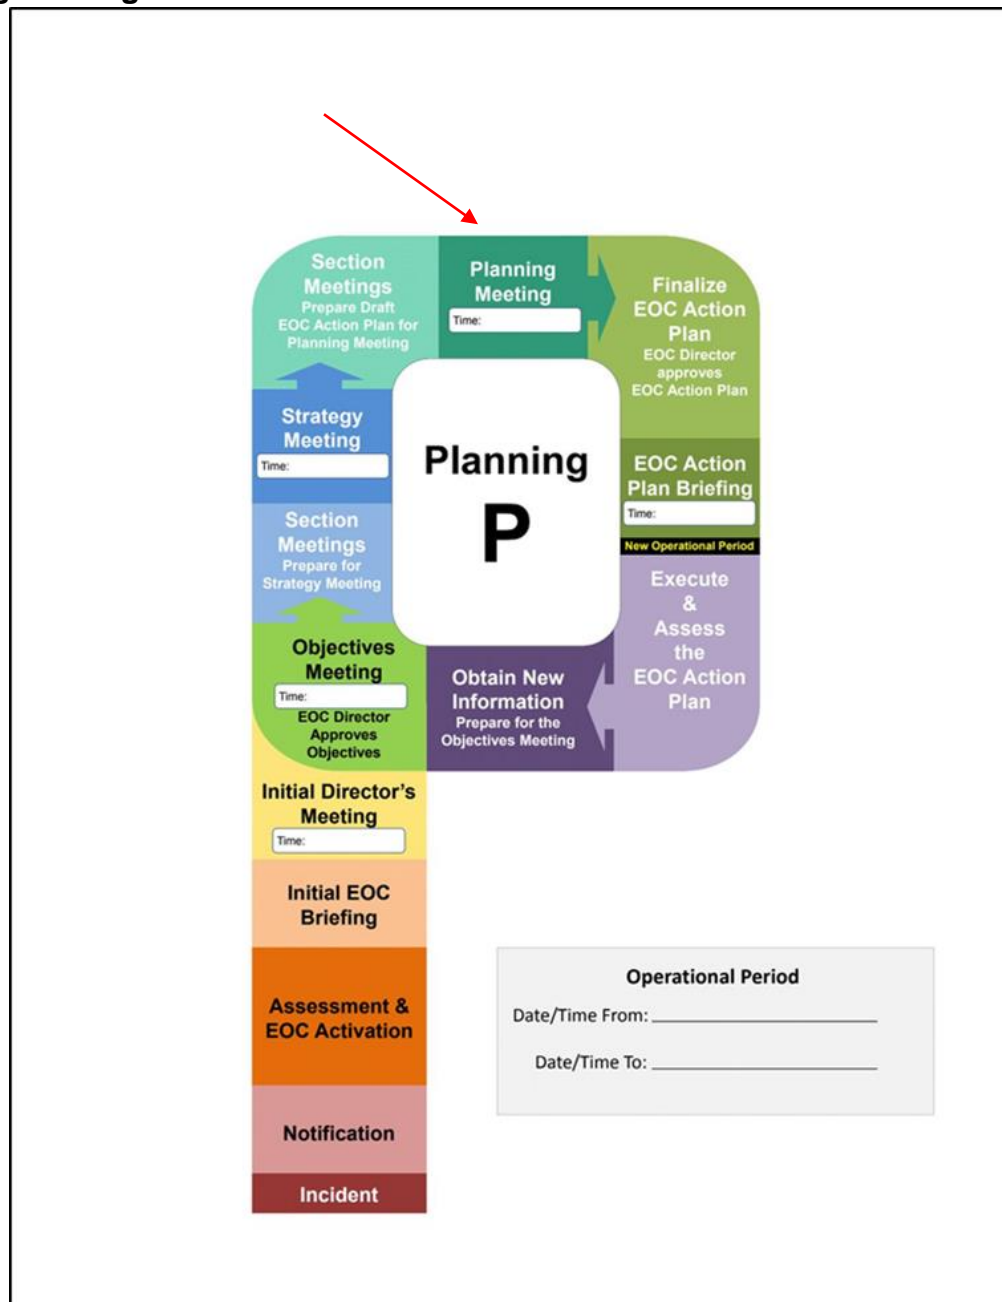 Section
Meetings
Prepare Draft
EOC Action Plan for
Planning Meeting
Planning
Meeting
Time:
Finalize
EOC Action
Plan
EOC Director
approves
EOC Action Plan
Strategy
Meeting
Time:
Planning
P
EOC Action
Plan Briefing
Time:
New Operational Period
Section
Meetings
Prepare for
Strategy Meeting
Execute
&
Assess
the
EOC Action
Plan
Objectives
Meeting
Time:
EOC Director
Approves
Objectives
Obtain New
Information
Prepare for the
Objectives Meeting
Initial Director's
Meeting
Time:
Initial EOC
Briefing
Assessment &
EOC Activation
Notification
Incident
Operational Period
Date/Time From:
Date/Time To: